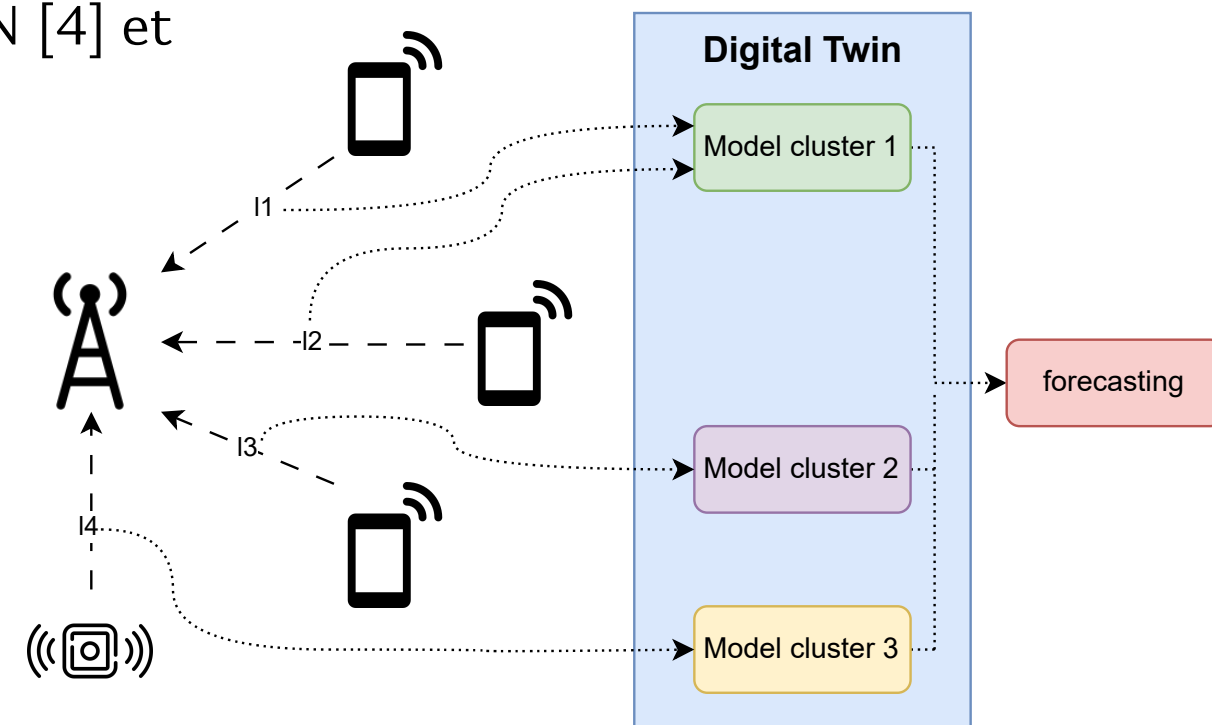 N [4] et
Digital Twin
Model cluster 1
l1
l2
forecasting
l3
Model cluster 2
l4
Model cluster 3